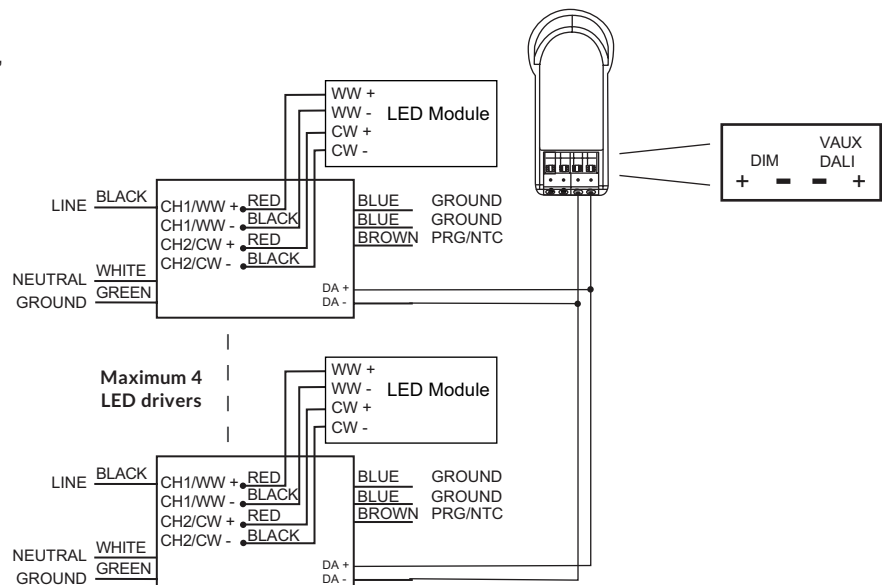 ,
WW +
WW -
CW +
CW -
LED Module
VAUX
DIM DALI
+ - - +
LINE BLACK
CH1/WW + RED
CH1/WW - BLACK
CH2/CW + RED
CH2/CW - BLACK
BLUE GROUND
BLUE GROUND
BROWN PRG/NTC
NEUTRAL WHITE
GROUND GREEN
DA +
DA -
Maximum 4
LED drivers
WW +
WW -
CW +
CW -
LED Module
LINE BLACK
CH1/WW + RED
CH1/WW - BLACK
CH2/CW + RED
CH2/CW - BLACK
BLUE GROUND
BLUE GROUND
BROWN PRG/NTC
NEUTRAL WHITE
GROUND GREEN
DA +
DA -